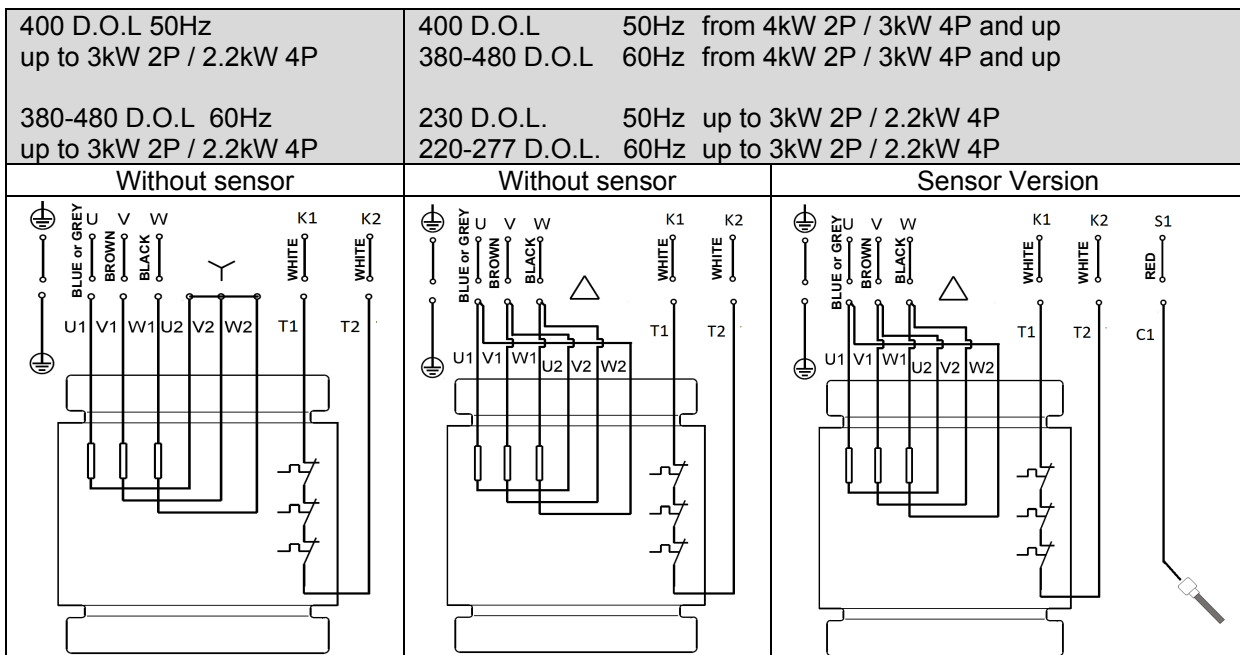 400 D.O.L 50Hz
up to 3kW 2P / 2.2kW 4P
380-480 D.O.L 60Hz
up to 3kW 2P / 2.2kW 4P
400 D.O.L 50Hz from 4kW 2P / 3kW 4P and up
380-480 D.O.L 60Hz from 4kW 2P / 3kW 4P and up
230 D.O.L. 50Hz up to 3kW 2P / 2.2kW 4P
220-277 D.O.L. 60Hz up to 3kW 2P / 2.2kW 4P
Without sensor
U V W K1 K2
BLUE or GREY
BROWN
BLACK
WHITE
WHITE
U1 V1 W1 U2 V2 W2 T1 T2
Without sensor
U V W K1 K2
BLUE or GREY
BROWN
BLACK
WHITE
WHITE
T1 T2
U1 V1 W1 U2 V2 W2
Sensor Version
U V W K1 K2 S1
BLUE or GREY
BROWN
BLACK
WHITE
WHITE
RED
T1 T2 C1
U1 V1 W1 U2 V2 W2